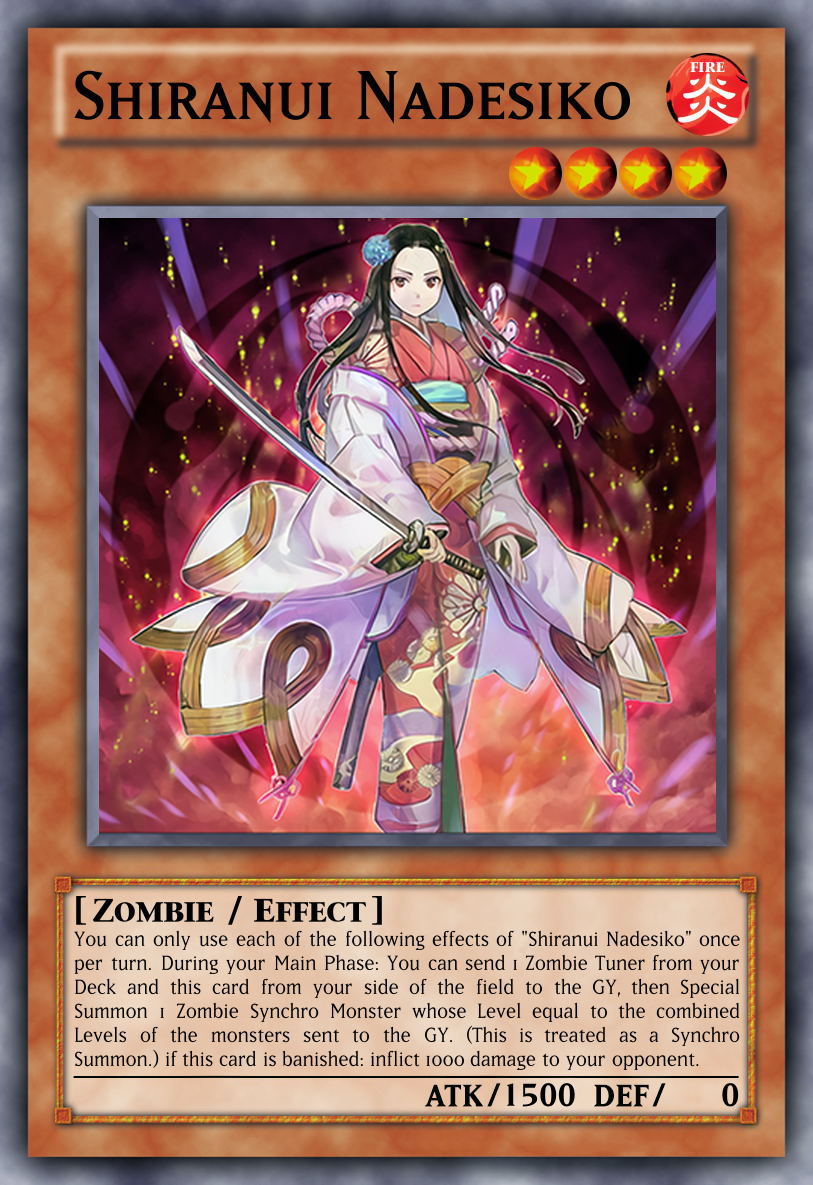 Shiranui Nadesiko
FIRE
炎
[ Zombie / Effect ]
You can only use each of the following effects of "Shiranui Nadesiko" once
per turn. During your Main Phase: You can send 1 Zombie Tuner from your
Deck and this card from your side of the field to the GY, then Special
Summon 1 Zombie Synchro Monster whose Level equal to the combined
Levels of the monsters sent to the GY. (This is treated as a Synchro
Summon.) if this card is banished: inflict 1000 damage to your opponent.
ATK/1500 DEF/ 0